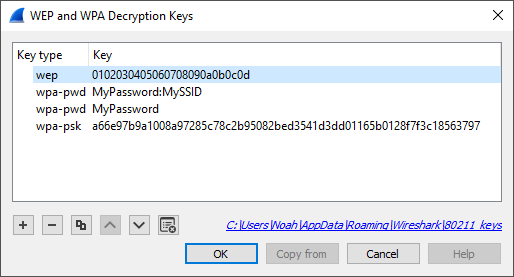 WEP and WPA Decryption Keys
Key type Key
wep 0102030405060708090a0b0c0d
wpa-pwd MyPassword:MySSID
wpa-pwd MyPassword
wpa-psk a66e97b9a1008a97285c78c2b95082bed3541d3dd01165b0128f7f3c18563797
C:\Users\Noah\AppData\Roaming\Wireshark\80211_keys
OK Copy from Cancel Help